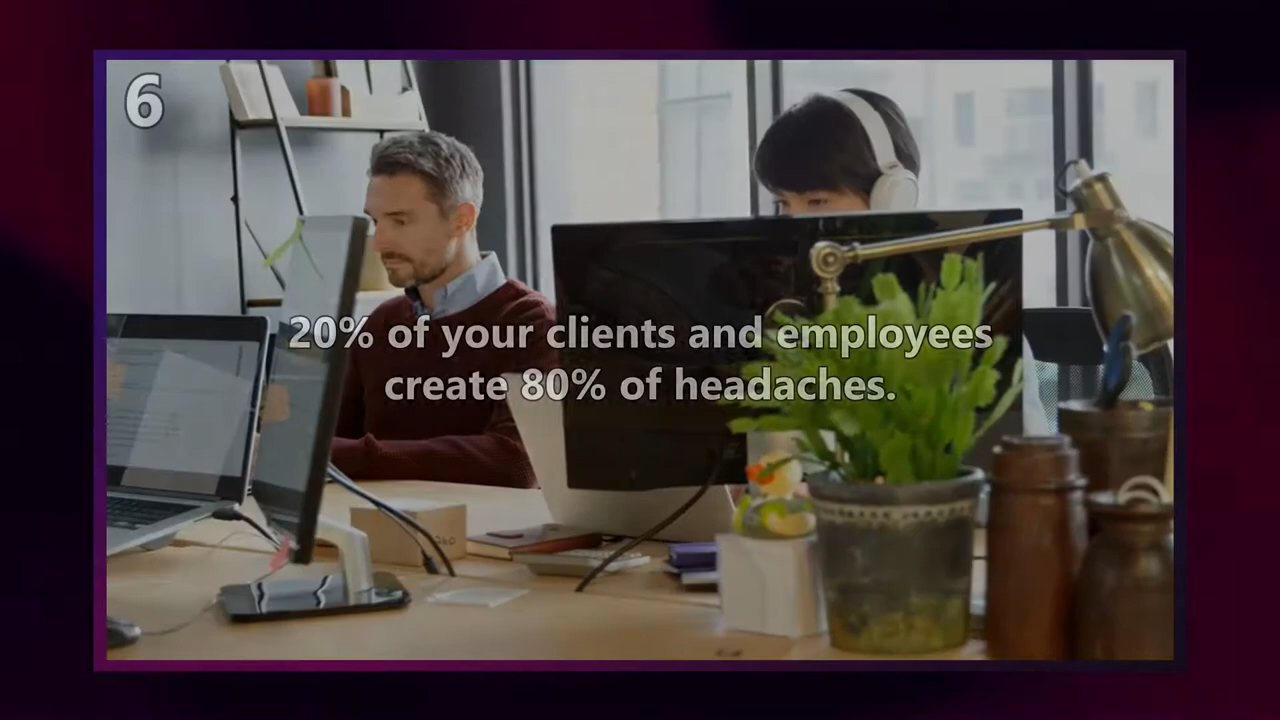 6
20% of your clients and employees
create 80% of headaches.